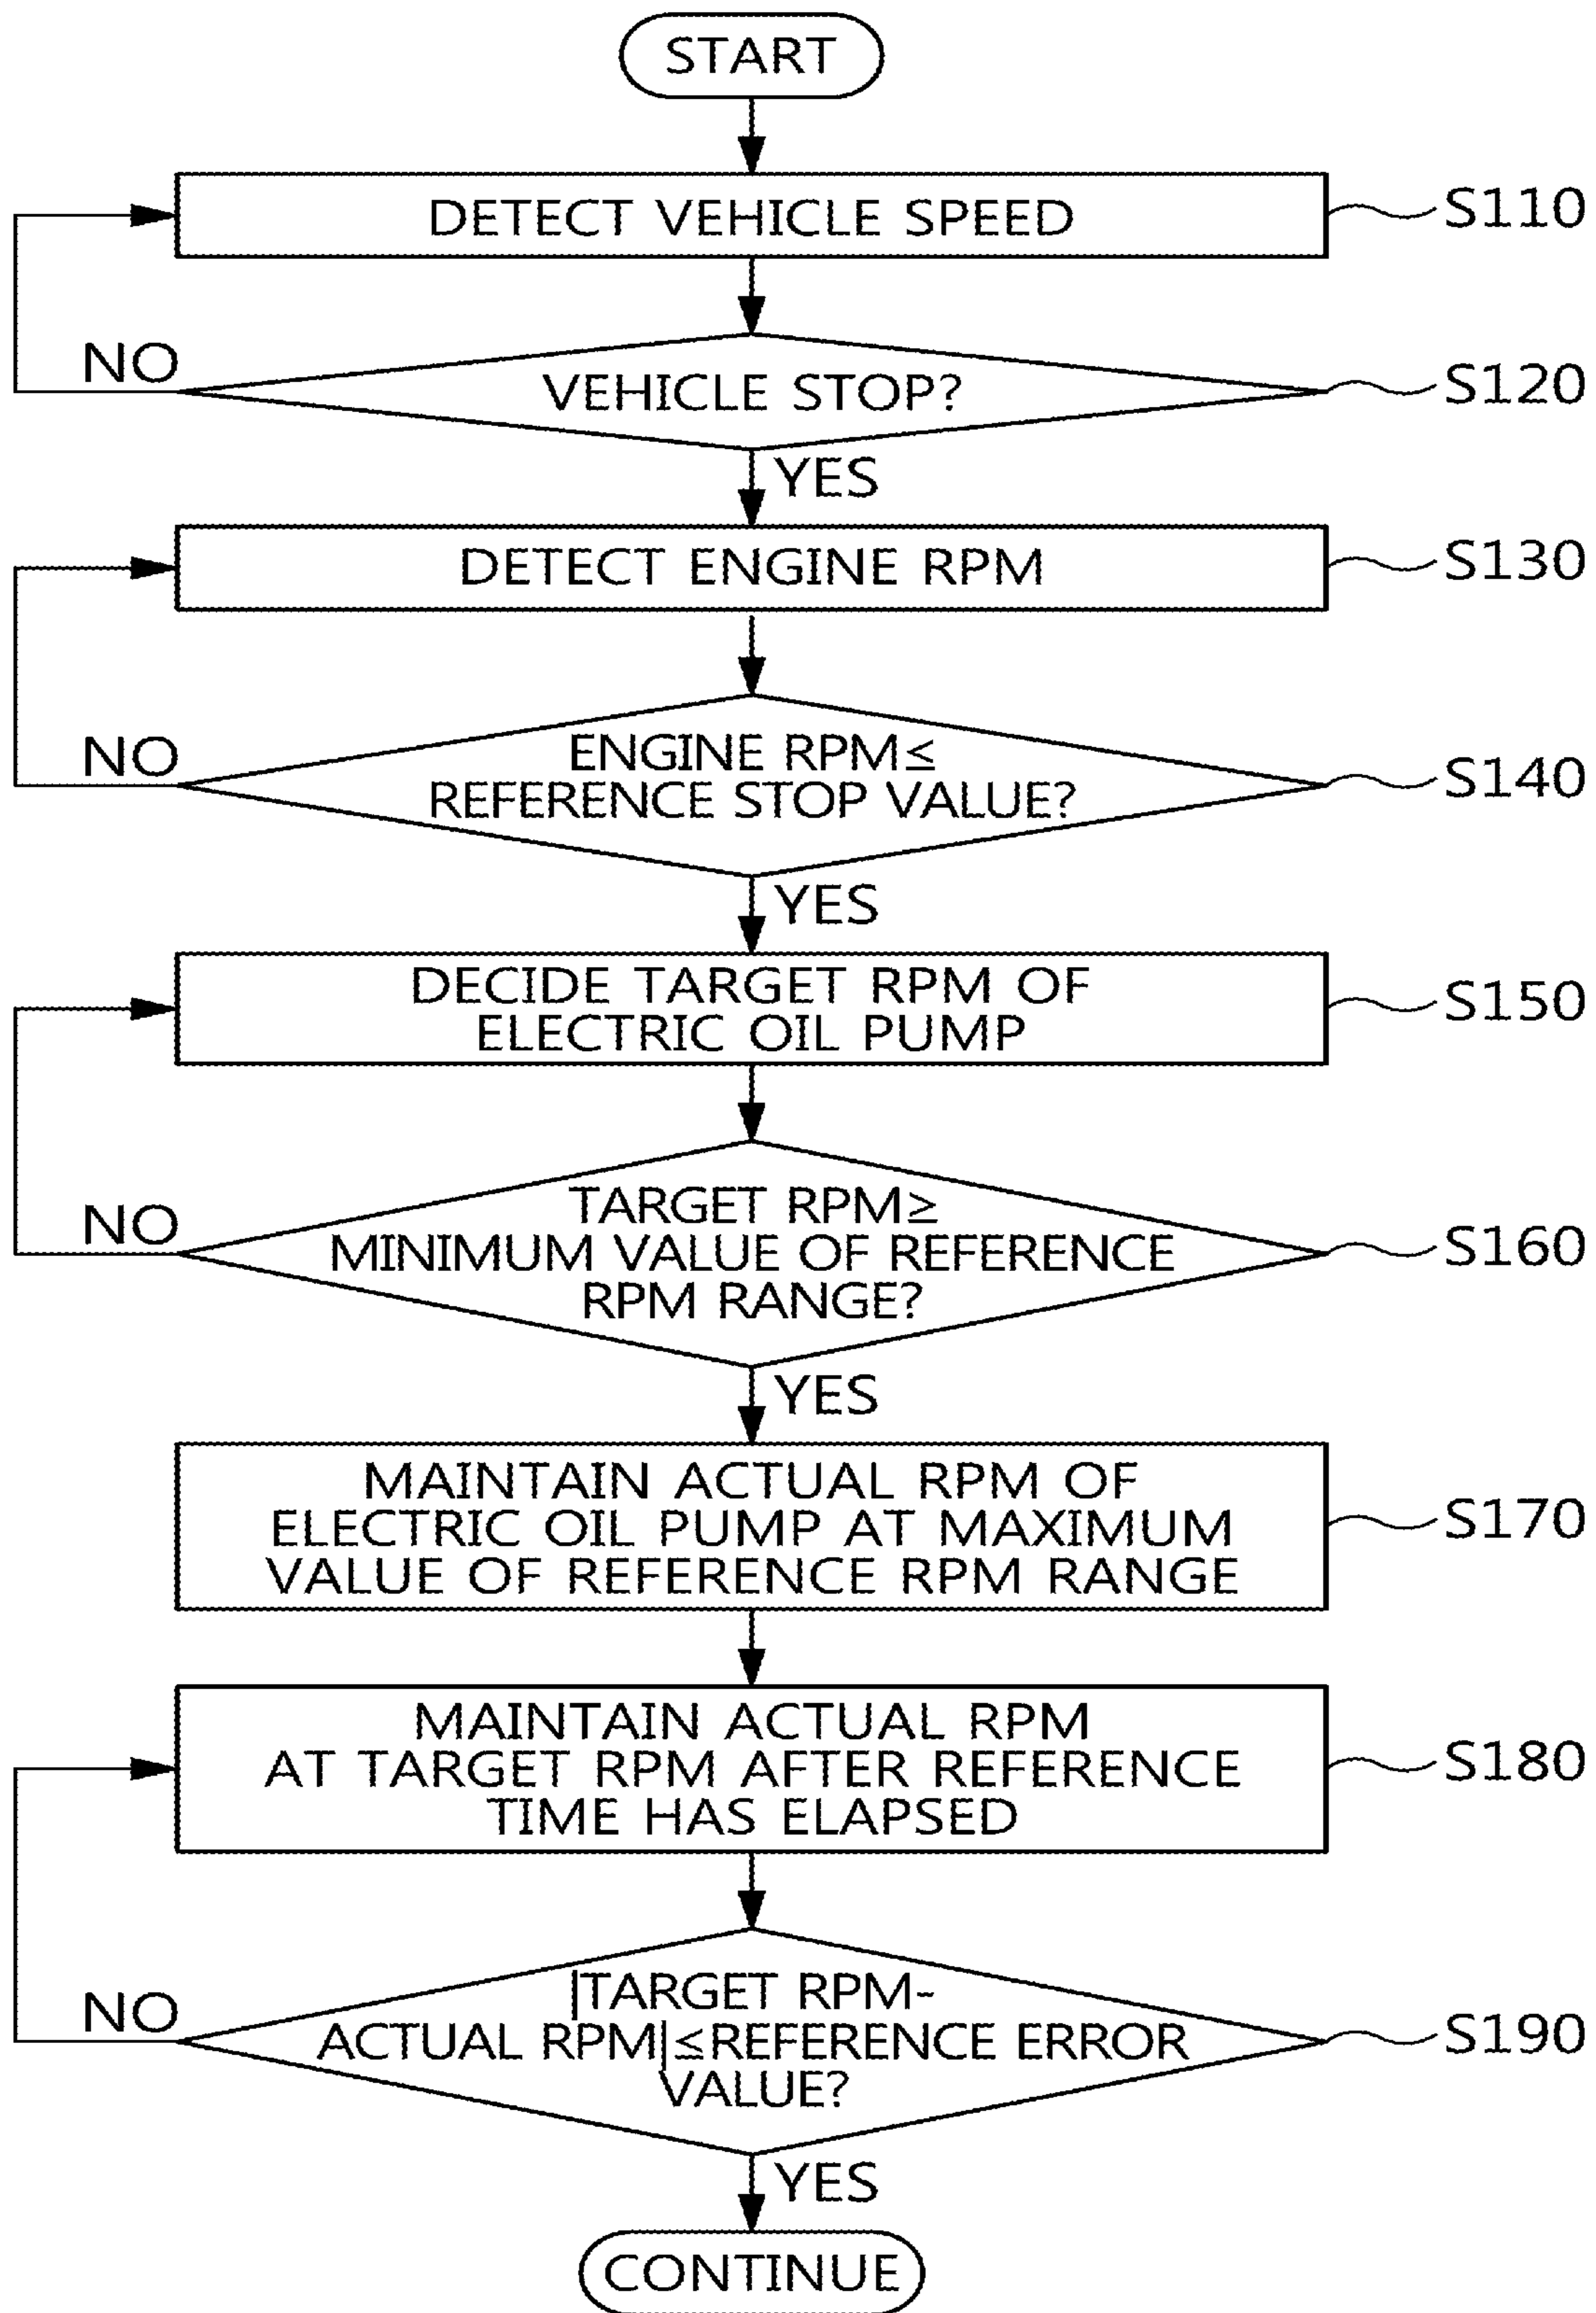 START
DETECT VEHICLE SPEED
S110
NO
VEHICLE STOP?
S120
YES
DETECT ENGINE RPM
S130
NO
ENGINE RPM≤
REFERENCE STOP VALUE?
S140
YES
DECIDE TARGET RPM OF
ELECTRIC OIL PUMP
S150
NO
TARGET RPM≥
MINIMUM VALUE OF REFERENCE
RPM RANGE?
S160
YES
MAINTAIN ACTUAL RPM OF
ELECTRIC OIL PUMP AT MAXIMUM
VALUE OF REFERENCE RPM RANGE
S170
MAINTAIN ACTUAL RPM
AT TARGET RPM AFTER REFERENCE
TIME HAS ELAPSED
S180
NO
|TARGET RPM-
ACTUAL RPM|≤REFERENCE ERROR
VALUE?
S190
YES
CONTINUE